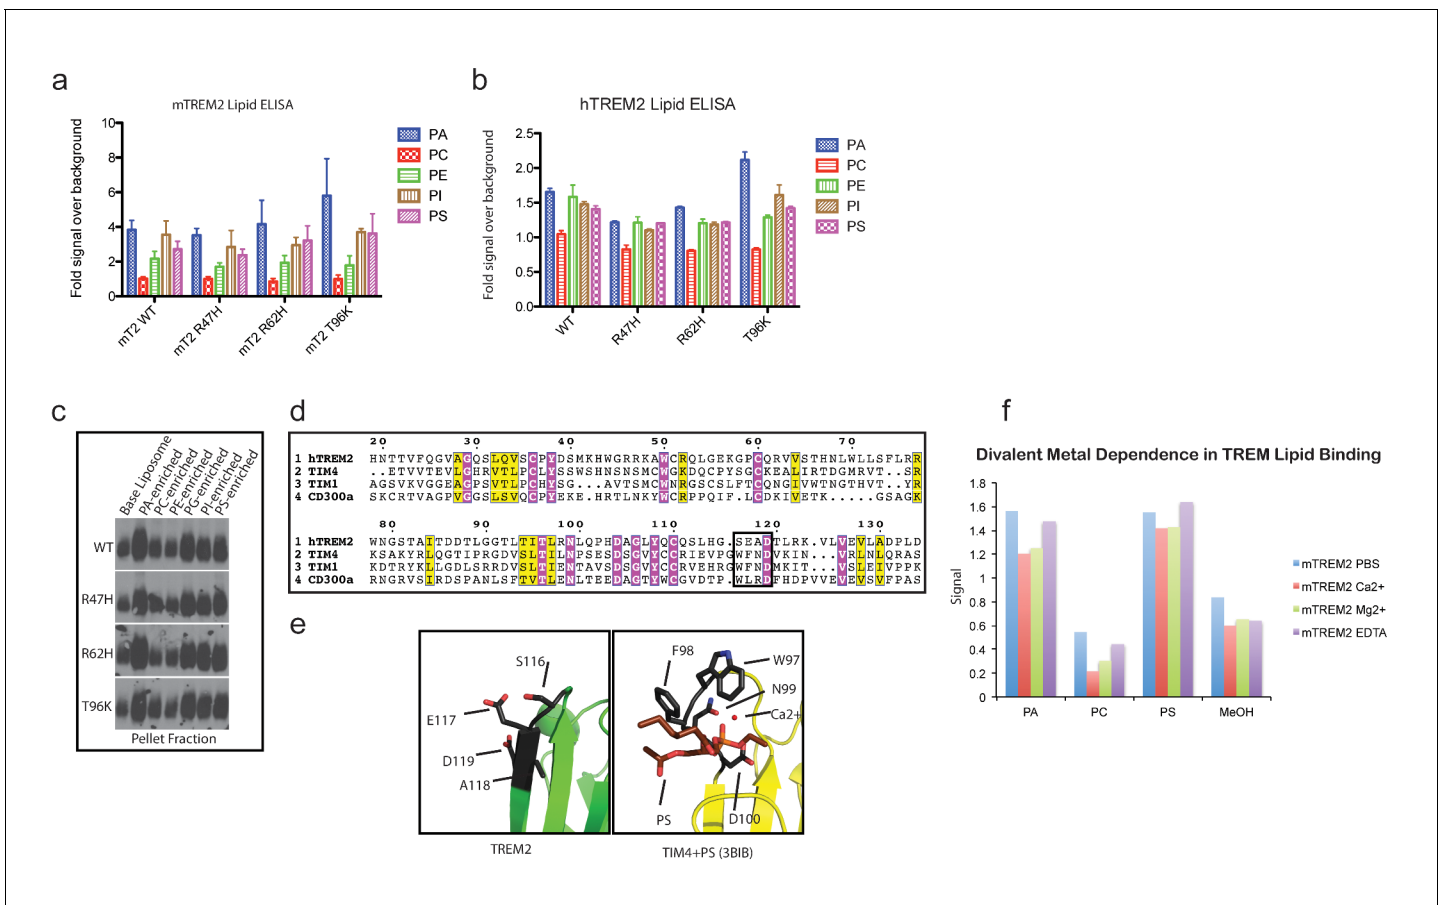 a
mTREM2 Lipid ELISA
Fold signal over background
10
8
6
4
2
0
mT2 WT
mT2 R47H
mT2 R62H
mT2 T96K
PA
PC
PE
PI
PS
b
hTREM2 Lipid ELISA
Fold signal over background
2.5
2.0
1.5
1.0
0.5
0.0
WT
R47H
R62H
T96K
PA
PC
PE
PI
PS
c
Base Liposome
PA-enriched
PC-enriched
PE-enriched
PG-enriched
PI-enriched
PS-enriched
WT
R47H
R62H
T96K
Pellet Fraction
d
20 30 40 50 60 70
1 hTREM2 HNTTVFQGVAGQSLQVSCPYDSMKHWGRRKAWCRQLGEKGPCQRVVSTHNLWLLSFLRR
2 TIM4 ..ETVVTEVLGHRVTLPCLYSSWSHNSNSMCWGKDQCPYSGCKEALIRTDGMRVT..SR
3 TIM1 AGSVKVGGEAGPSVTLPCHYSG...AVTSMCWNRGSCSLFTCQNGIVWTNGTHVT..YR
4 CD300a SKCRTVAGPVGGSLSVQCPYEKE.HRTLNKYWCRPPQIF.LCDKIVETK....GSAGK
80 90 100 110 120 130
1 hTREM2 WNGSTAITDDTLGGTLTITLRNLQPHDAGLYQCQSLHG.SEADTLRK.VLVEVLADPLD
2 TIM4 KSAKYRLQGTIPRGDVSLTILNPSESDSGVYCCRIEVPGWFNDVKIN..VRLNLQRAS
3 TIM1 KDTRYKLLGDLSRRDVSLTIENTAVSDSGVYCCRVEHRGWFNDMKIT...VSLEIVPPK
4 CD300a RNGRVSIRDSPANLSFTVTLENLTEEDAGTYWCGVDTP.WLRDFHDPVVEVEVSVFPAS
e
S116
E117
D119
A118
TREM2
F98
W97
N99
Ca2+
PS
D100
TIM4+PS (3BIB)
f
Divalent Metal Dependence in TREM Lipid Binding
Signal
1.8
1.6
1.4
1.2
1
0.8
0.6
0.4
0.2
0
PA
PC
PS
MeOH
mTREM2 PBS
mTREM2 Ca2+
mTREM2 Mg2+
mTREM2 EDTA